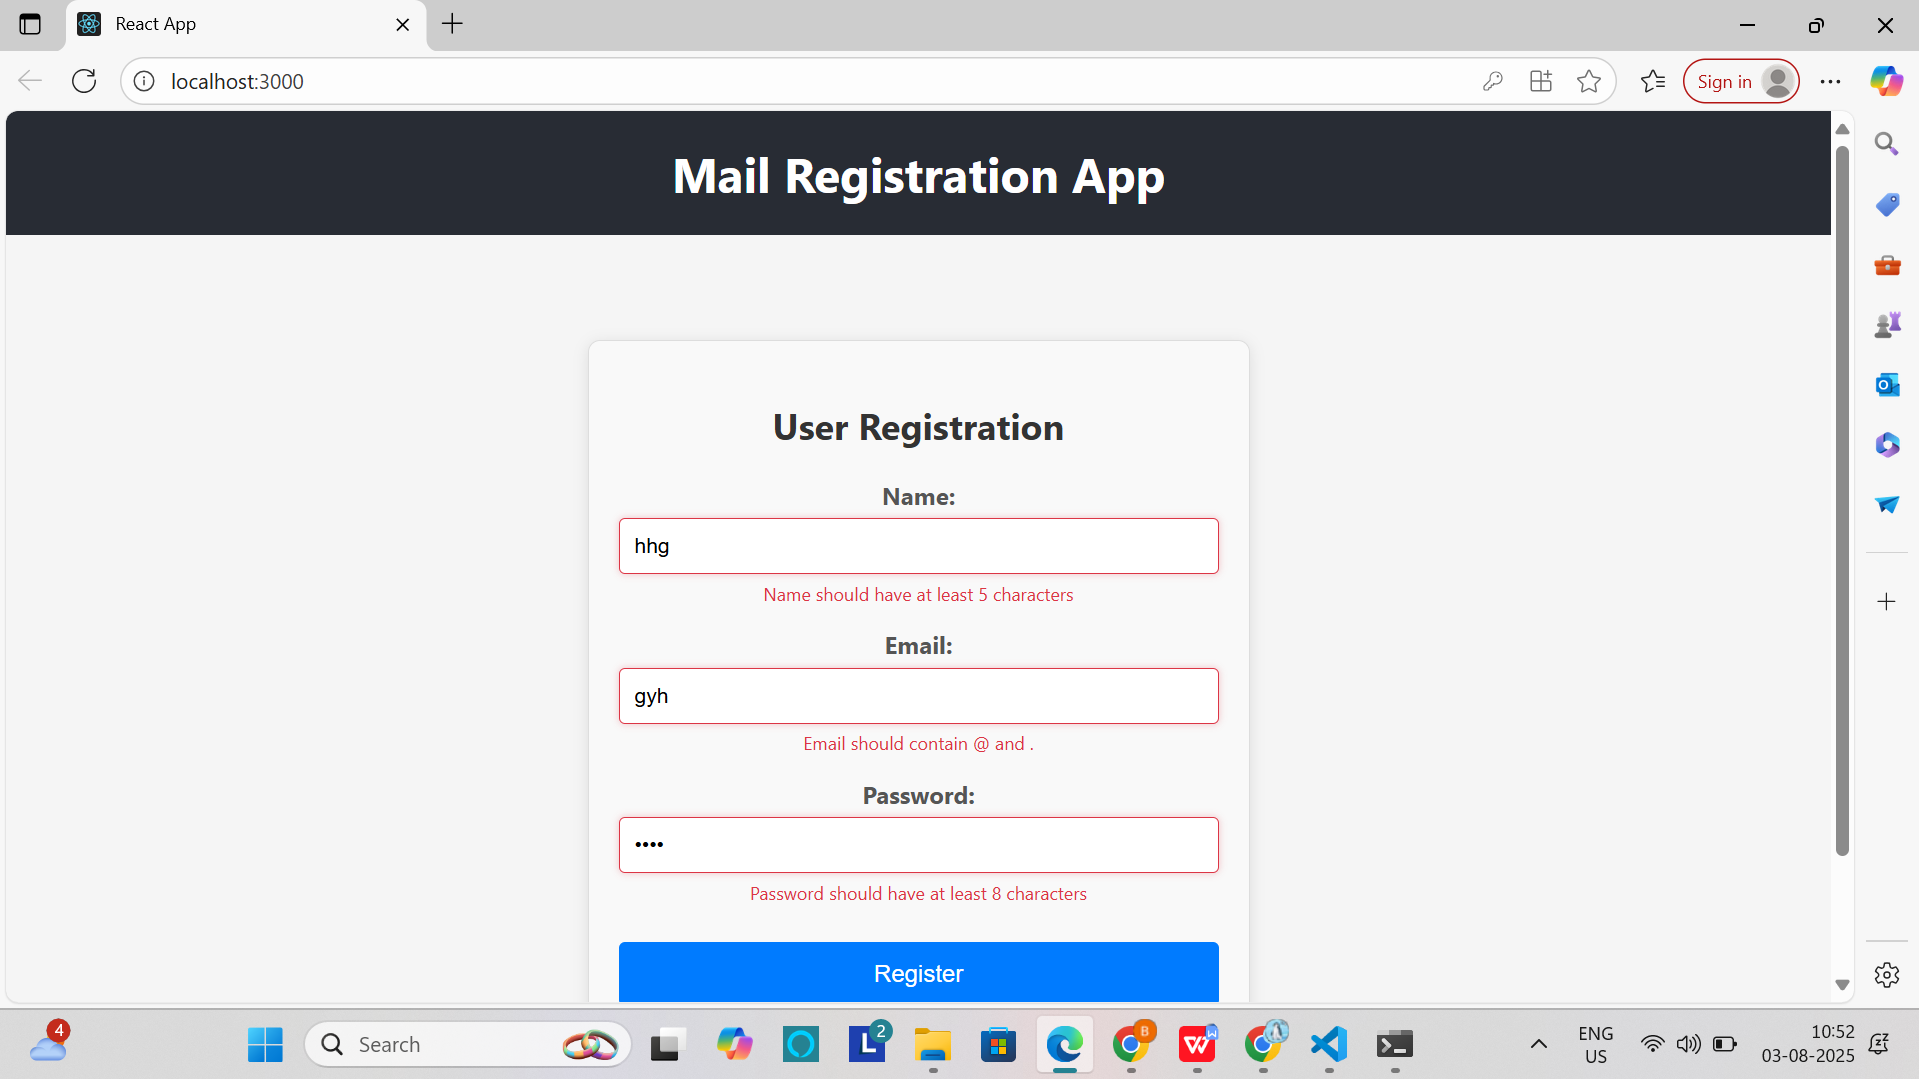 React App
localhost:3000
Sign in
Mail Registration App
User Registration
Name:
hhg
Name should have at least 5 characters
Email:
gyh
Email should contain @ and .
Password:
••••
Password should have at least 8 characters
Register
4
Search
2
B
W
ENG
US
10:52
03-08-2025